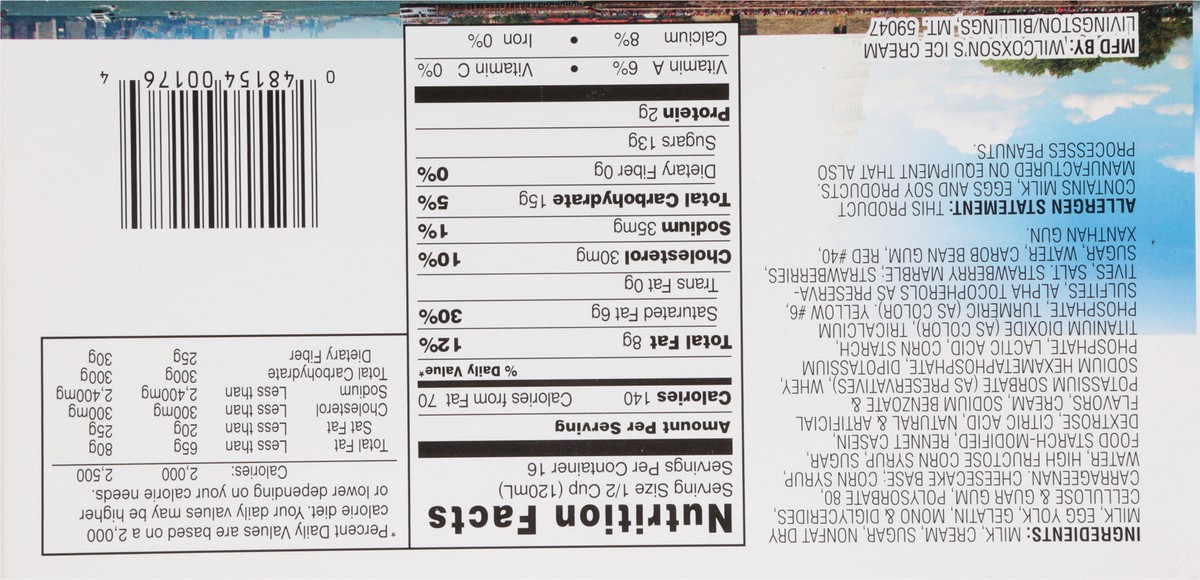 INGREDIENTS: MILK, CREAM, SUGAR, NONFAT DRY
MILK, EGG YOLK, GELATIN, MONO & DIGLYCERIDES,
CELLULOSE & GUAR GUM, POLYSORBATE 80,
CARRAGEENAN. CHEESECAKE BASE: CORN SYRUP
WATER, HIGH FRUCTOSE CORN SYRUP, SUGAR,
FOOD STARCH-MODIFIED, RENNET CASEIN,
DEXTROSE, CITRIC ACID, NATURAL & ARTIFICIAL
FLAVORS, CREAM, SODIUM BENZOATE &
POTASSIUM SORBATE (AS PRESERVATIVES), WHEY,
SODIUM HEXAMETAPHOSPHATE, DIPOTASSIUM
PHOSPHATE, LACTIC ACID, CORN STARCH,
TITANIUM DIOXIDE (AS COLOR), TRICALCIUM
PHOSPHATE, TURMERIC (AS COLOR). YELLOW #6,
SULFITES, ALPHA TOCOPHEROLS AS PRESERVA-
TIVES, SALT. STRAWBERRY MARBLE: STRAWBERRIES,
SUGAR, WATER, CAROB BEAN GUM, RED #40,
XANTHAN GUN.
ALLERGEN STATEMENT: THIS PRODUCT
CONTAINS MILK, EGGS AND SOY PRODUCTS.
MANUFACTURED ON EQUIPMENT THAT ALSO
PROCESSES PEANUTS.
MFD BY: WILCOXSON'S ICE CREAM
LIVINGSTON/BILLINGS, MT. 59047
Nutrition Facts
Serving Size 1/2 Cup (120mL)
Servings Per Container 16
Amount Per Serving
Calories 140 Calories from Fat 70
% Daily Value*
Total Fat 8g 12%
Saturated Fat 6g 30%
Trans Fat 0g
Cholesterol 30mg 10%
Sodium 35mg 1%
Total Carbohydrate 15g 5%
Dietary Fiber 0g 0%
Sugars 13g
Protein 2g
Vitamin A 6% • Vitamin C 0%
Calcium 8% • Iron 0%
*Percent Daily Values are based on a 2,000
calorie diet. Your daily values may be higher
or lower depending on your calorie needs.
Calories: 2,000 2,500
Total Fat Less than 65g 80g
Sat Fat Less than 20g 25g
Cholesterol Less than 300mg 300mg
Sodium Less than 2,400mg 2,400mg
Total Carbohydrate 300g 300g
Dietary Fiber 25g 30g
0 48154 00176 4